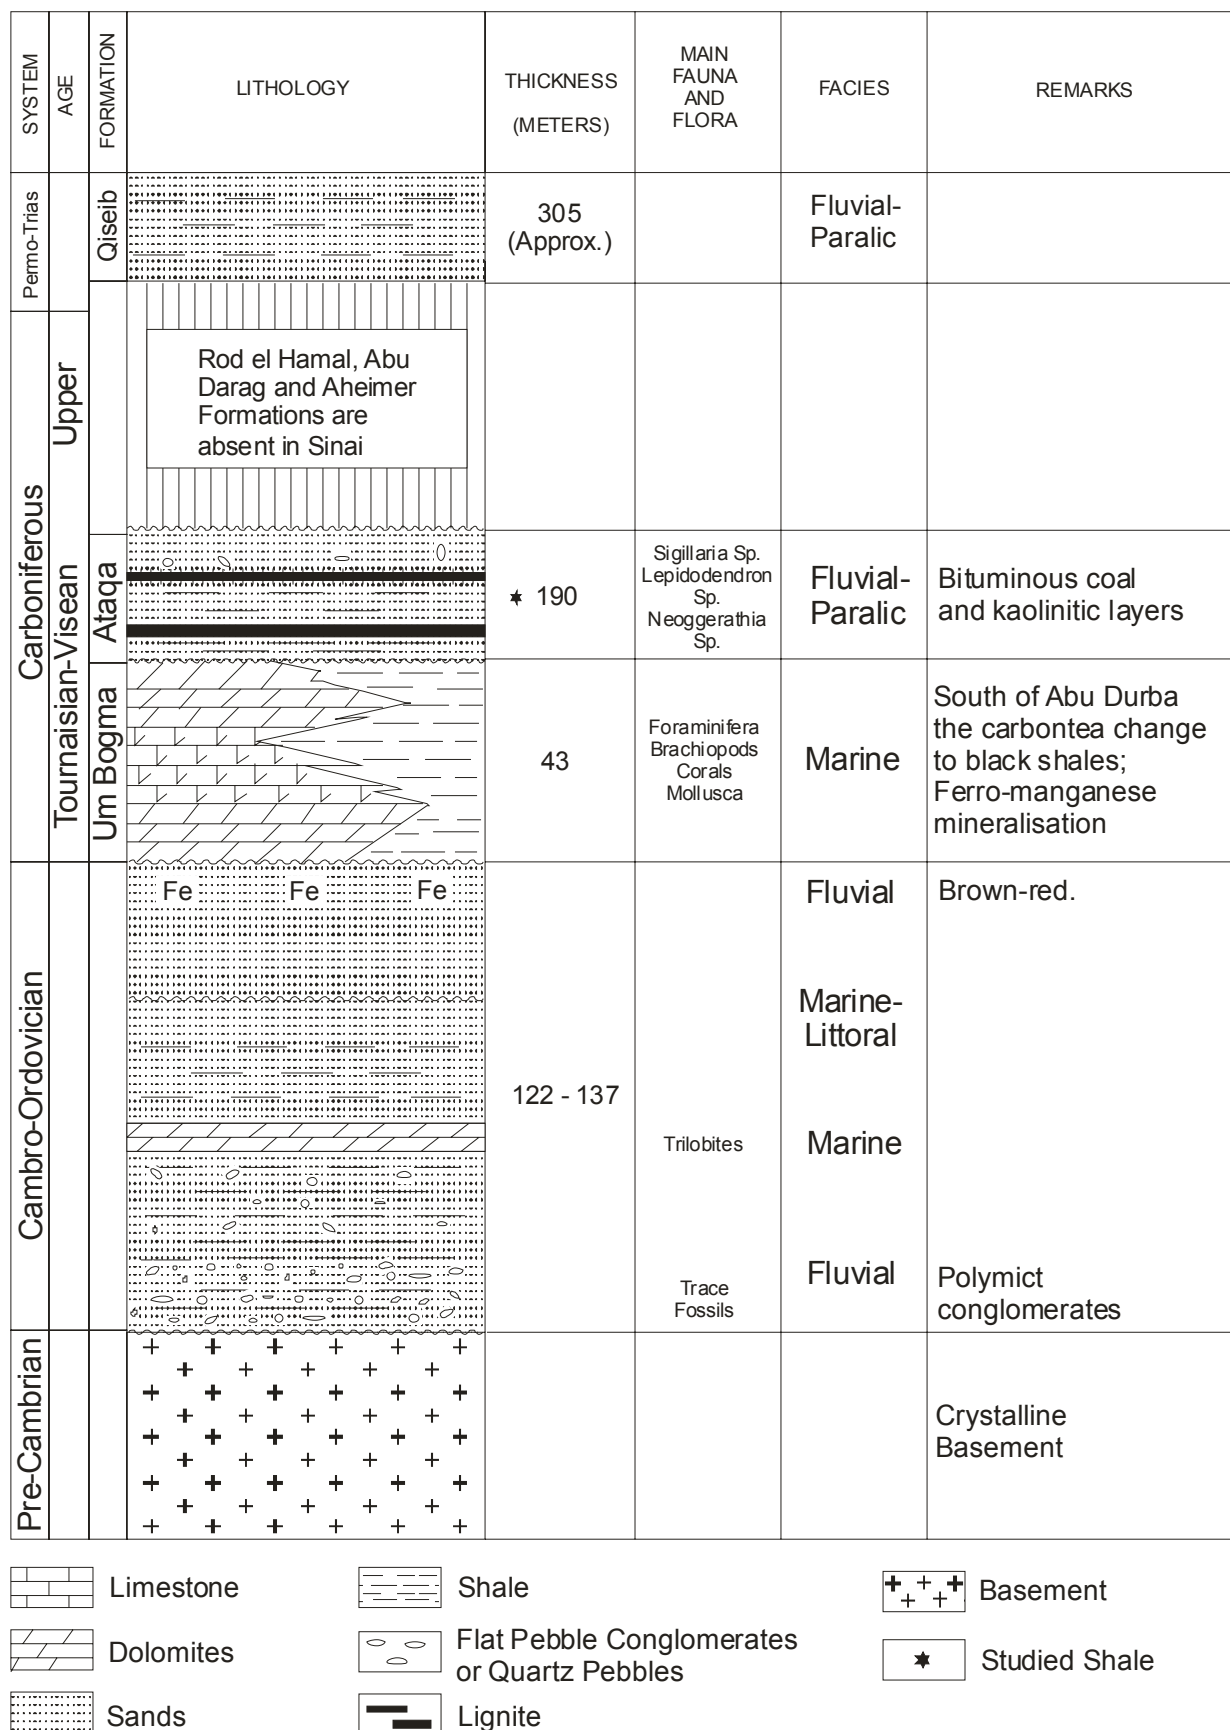 SYSTEM
AGE
FORMATION
LITHOLOGY
THICKNESS
(METERS)
MAIN
FAUNA
AND
FLORA
FACIES
REMARKS
Permo-Trias
Qiseib
305
(Approx.)
Fluvial-
Paralic
Carboniferous
Upper
Rod el Hamal, Abu
Darag and Aheimer
Formations are
absent in Sinai
Tournaisian-Visean
Ataqa
190
Sigillaria Sp.
Lepidodendron
Sp.
Neoggerathia
Sp.
Fluvial-
Paralic
Bituminous coal
and kaolinitic layers
Um Bogma
43
Foraminifera
Brachiopods
Corals
Mollusca
Marine
South of Abu Durba
the carbontea change
to black shales;
Ferro-manganese
mineralisation
Cambro-Ordovician
Fe Fe Fe
122 - 137
Fluvial
Brown-red.
Marine-
Littoral
Trilobites
Marine
Trace
Fossils
Fluvial
Polymict
conglomerates
Pre-Cambrian
Crystalline
Basement
Limestone
Shale
Basement
Dolomites
Flat Pebble Conglomerates
or Quartz Pebbles
Studied Shale
Sands
Lignite